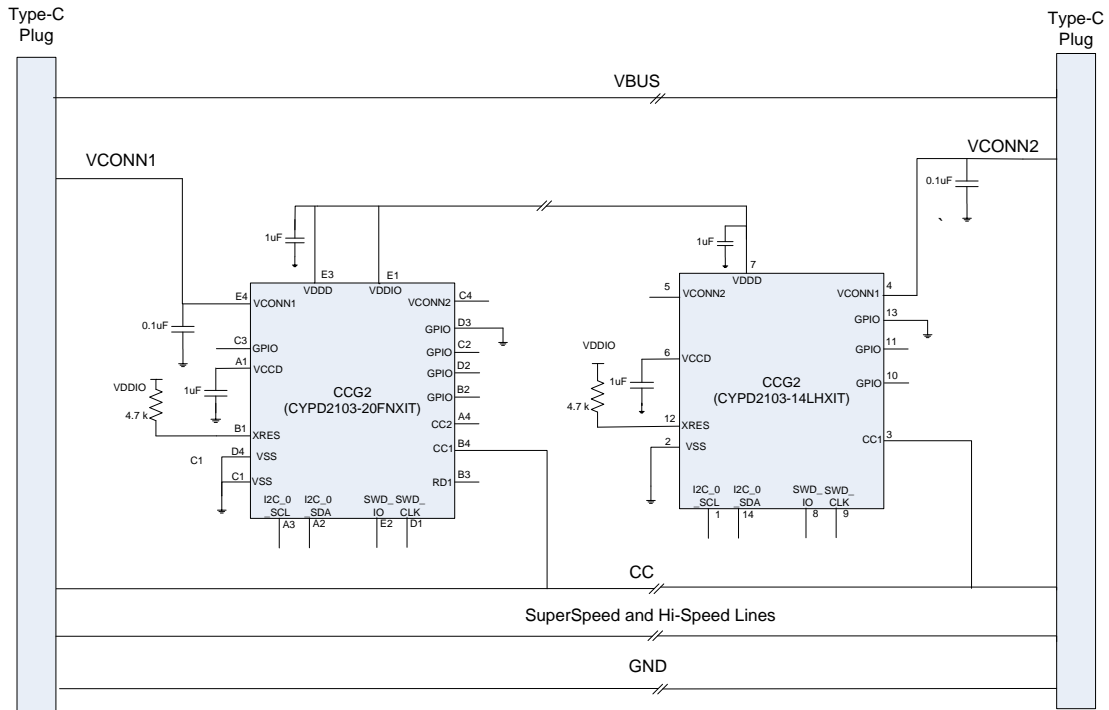 Type-C
Plug
Type-C
Plug
VBUS
VCONN1
VCONN2
0.1uF
`
1uF
1uF
E3
E1
7
VDDD
VDDIO
VDDD
E4
VCONN1
VCONN2
C4
5
VCONN2
VCONN1
4
0.1uF
GPIO
D3
GPIO
13
C3
GPIO
GPIO
C2
VDDIO
6
VCCD
GPIO
11
A1
VCCD
GPIO
D2
VDDIO
1uF
1uF
GPIO
10
4.7 k
CCG2
(CYPD2103-20FNXIT)
GPIO
B2
4.7 k
CCG2
(CYPD2103-14LHXIT)
CC2
A4
B1
XRES
CC1
B4
12
XRES
2
VSS
CC1
3
C1
D4
VSS
C1
VSS
RD1
B3
I2C_0
_SCL
I2C_0
_SDA
SWD_
IO
SWD_
CLK
A3
A2
E2
D1
I2C_0
_SCL
I2C_0
_SDA
SWD_
IO
SWD_
CLK
1
14
8
9
CC
SuperSpeed and Hi-Speed Lines
GND